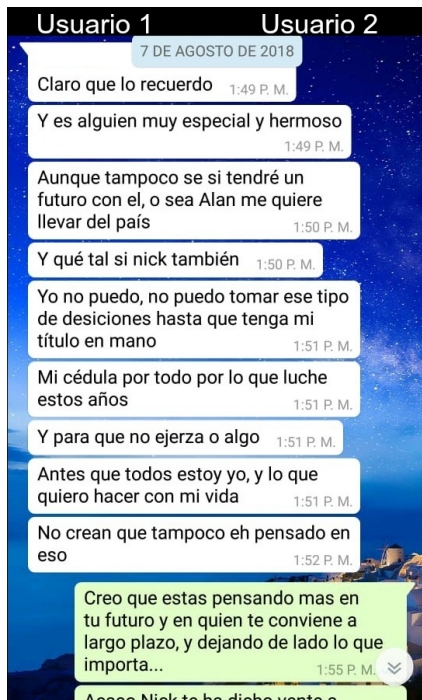 Usuario 1 Usuario 2
7 DE AGOSTO DE 2018
Claro que lo recuerdo 1:49 P. M.
Y es alguien muy especial y hermoso
1:49 P. M.
Aunque tampoco se si tendré un
futuro con el, o sea Alan me quiere
llevar del país 1:50 P. M.
Y qué tal si nick también 1:50 P. M.
Yo no puedo, no puedo tomar ese tipo
de desiciones hasta que tenga mi
título en mano 1:51 P. M.
Mi cédula por todo por lo que luche
estos años 1:51 P. M.
Y para que no ejerza o algo 1:51 P. M.
Antes que todos estoy yo, y lo que
quiero hacer con mi vida 1:51 P. M.
No crean que tampoco eh pensado en
eso 1:52 P. M.
Creo que estas pensando mas en
tu futuro y en quien te conviene a
largo plazo, y dejando de lado lo que
importa... 1:55 P. M.
Acaso Nick te ha dicho vente a